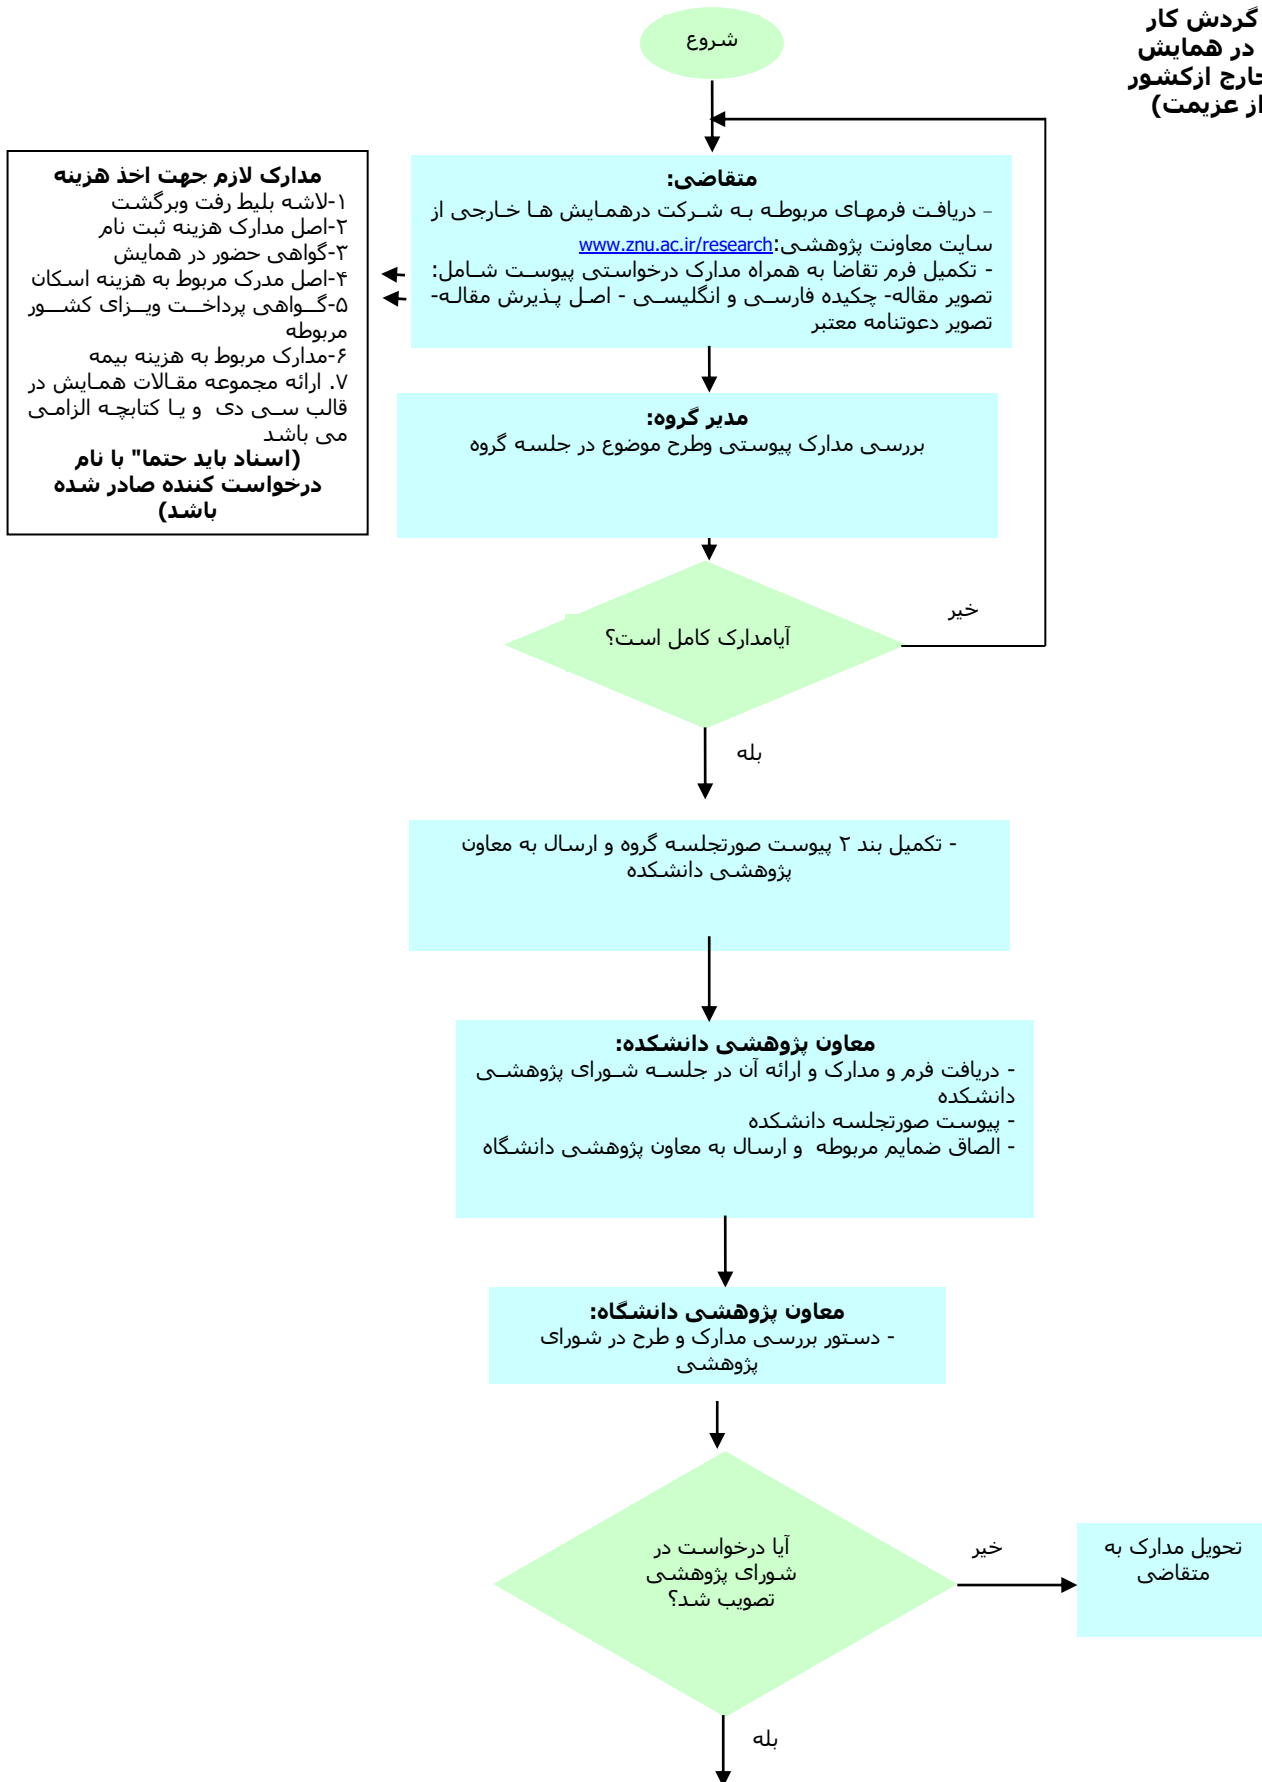 گردش کار
در همایش
خارج ازکشور
از عزیمت)
شروع
متقاضی:
- دریافت فرمهای مربوطه به شرکت درهمایش ها خارجی از
سایت معاونت پژوهشی:www.znu.ac.ir/research
- تکمیل فرم تقاضا به همراه مدارک درخواستی پیوست شامل:
تصویر مقاله- چکیده فارسی و انگلیسی - اصل پذیرش مقاله-
تصویر دعوتنامه معتبر
مدارک لازم جهت اخذ هزینه
۱-لاشه بلیط رفت وبرگشت
۲-اصل مدارک هزینه ثبت نام
۳-گواهی حضور در همایش
۴-اصل مدرک مربوط به هزینه اسکان
۵-گواهی پرداخت ویزای کشور
مربوطه
۶-مدارک مربوط به هزینه بیمه
۷. ارائه مجموعه مقالات همایش در
قالب سی دی و یا کتابچه الزامی
می باشد
(اسناد باید حتما" با نام
درخواست کننده صادر شده
باشد)
مدیر گروه:
بررسی مدارک پیوستی وطرح موضوع در جلسه گروه
آیامدارک کامل است؟
خیر
بله
- تکمیل بند ۲ پیوست صورتجلسه گروه و ارسال به معاون
پژوهشی دانشکده
معاون پژوهشی دانشکده:
- دریافت فرم و مدارک و ارائه آن در جلسه شورای پژوهشی
دانشکده
- پیوست صورتجلسه دانشکده
- الصاق ضمایم مربوطه و ارسال به معاون پژوهشی دانشگاه
معاون پژوهشی دانشگاه:
- دستور بررسی مدارک و طرح در شورای
پژوهشی
آیا درخواست در
شورای پژوهشی
تصویب شد؟
خیر
تحویل مدارک به
متقاضی
بله